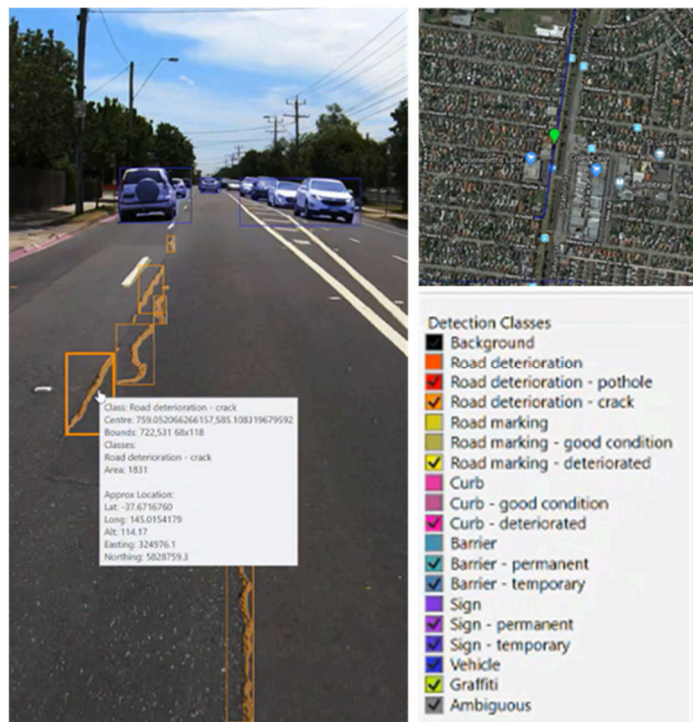 Class: Road deterioration - crack
Centre: 759.052066266157,585.108319679592
Bounds: 722,531 68x118
Classes:
Road deterioration - crack
Area: 1831
Approx Location:
Lat: -37.6716760
Long: 145.0154179
Alt: 114.17
Easting: 324976.1
Northing: 5828759.3
Woolworths
Detection Classes
Background
Road deterioration
Road deterioration - pothole
Road deterioration - crack
Road marking
Road marking - good condition
Road marking - deteriorated
Curb
Curb - good condition
Curb - deteriorated
Barrier
Barrier - permanent
Barrier - temporary
Sign
Sign - permanent
Sign - temporary
Vehicle
Graffiti
Ambiguous